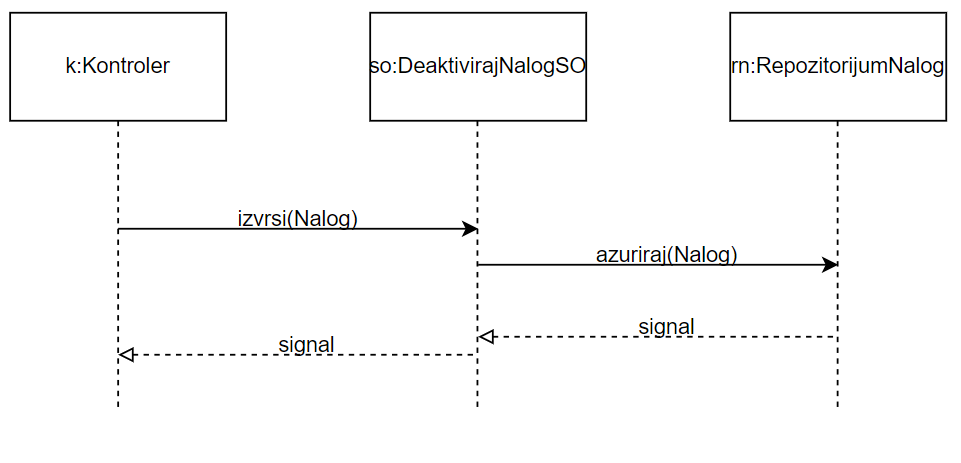 k:Kontroler
so:DeaktivirajNalogSO
rn:RepozitorijumNalog
izvrsi(Nalog)
azuriraj(Nalog)
signal
signal